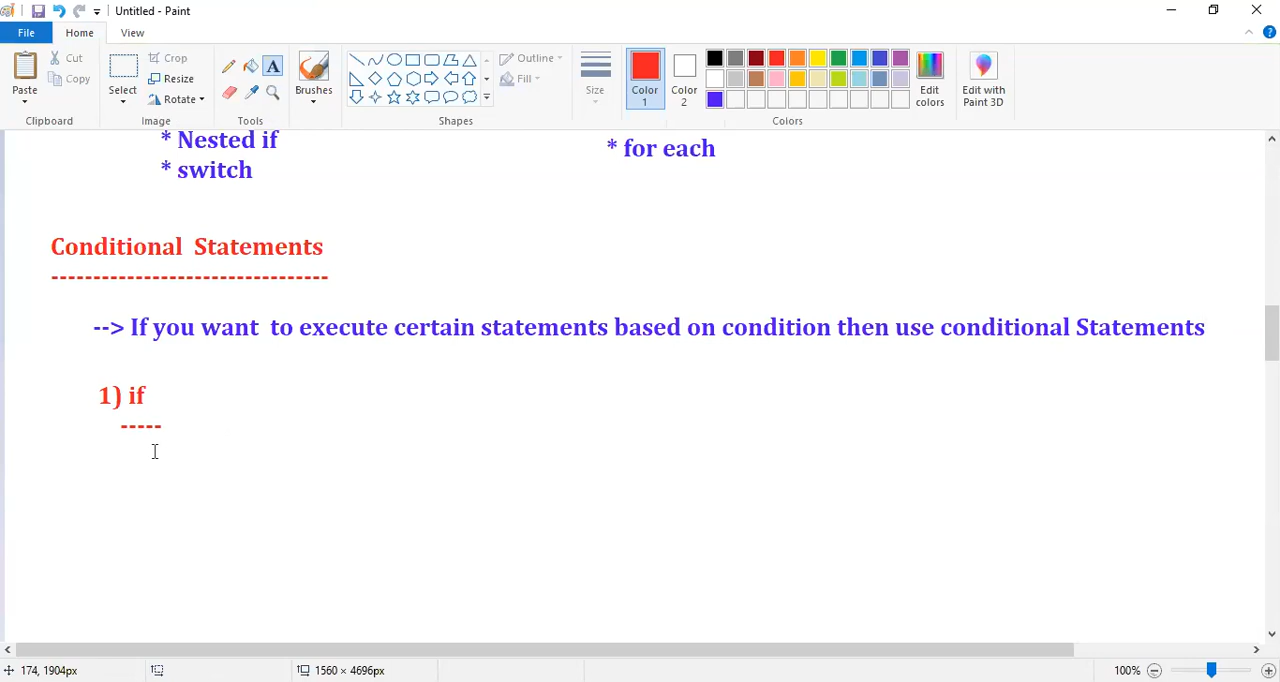 Untitled - Paint
File Home View
Paste
Cut
Copy
Clipboard
Select
Crop
Resize
Rotate
Image
A
Tools
Brushes
Shapes
Outline
Fill
Size
Color 1
Color 2
Edit colors
Colors
Edit with Paint 3D
* Nested if
* for each
* switch
Conditional Statements
---------------------------------
--> If you want to execute certain statements based on condition then use conditional Statements
1) if
-----
174, 1904px
1560 × 4696px
100%